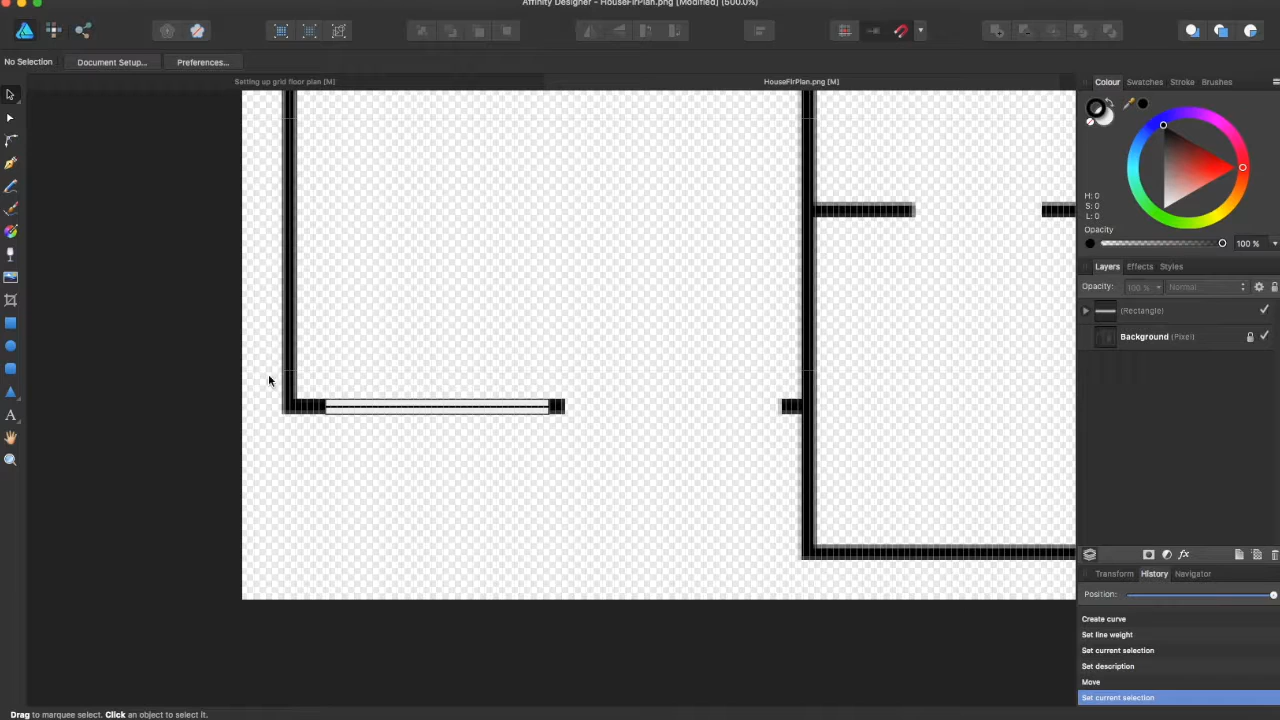 Affinity Designer - HouseFlrPlan.png [Modified] (500.0%)
No Selection
Document Setup...
Preferences...
Setting up grid floor plan [M]
HouseFlrPlan.png [M]
Colour
Swatches
Stroke
Brushes
H: 0
S: 0
L: 0
Opacity
100 %
Layers
Effects
Styles
Opacity:
100 %
Normal
(Rectangle)
Background (Pixel)
fx
Transform
History
Navigator
Position:
Create curve
Set line weight
Set current selection
Set description
Move
Set current selection
A
Drag to marquee select. Click an object to select it.